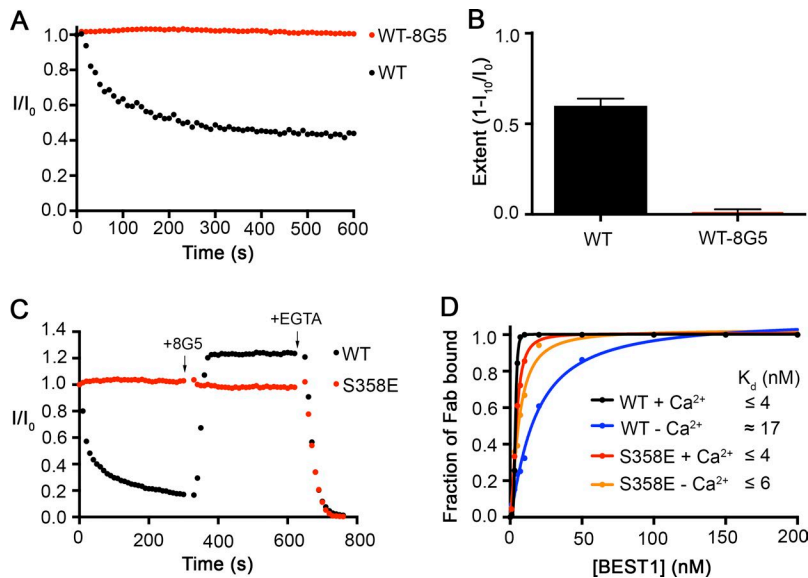 A
WT-8G5
WT
I/I0
1.0
0.8
0.6
0.4
0.2
0.0
100 200 300 400 500 600
Time (s)
B
Extent (1-I10/I0)
1.0
0.5
0.0
WT WT-8G5
C
+8G5
+EGTA
WT
S358E
I/I0
1.4
1.2
1.0
0.8
0.6
0.4
0.2
0.0
0 200 400 600 800
Time (s)
D
Fraction of Fab bound
1.0
0.8
0.6
0.4
0.2
0.0
Kd (nM)
WT + Ca2+ ≤ 4
WT - Ca2+ ≈ 17
S358E + Ca2+ ≤ 4
S358E - Ca2+ ≤ 6
0 50 100 150 200
[BEST1] (nM)